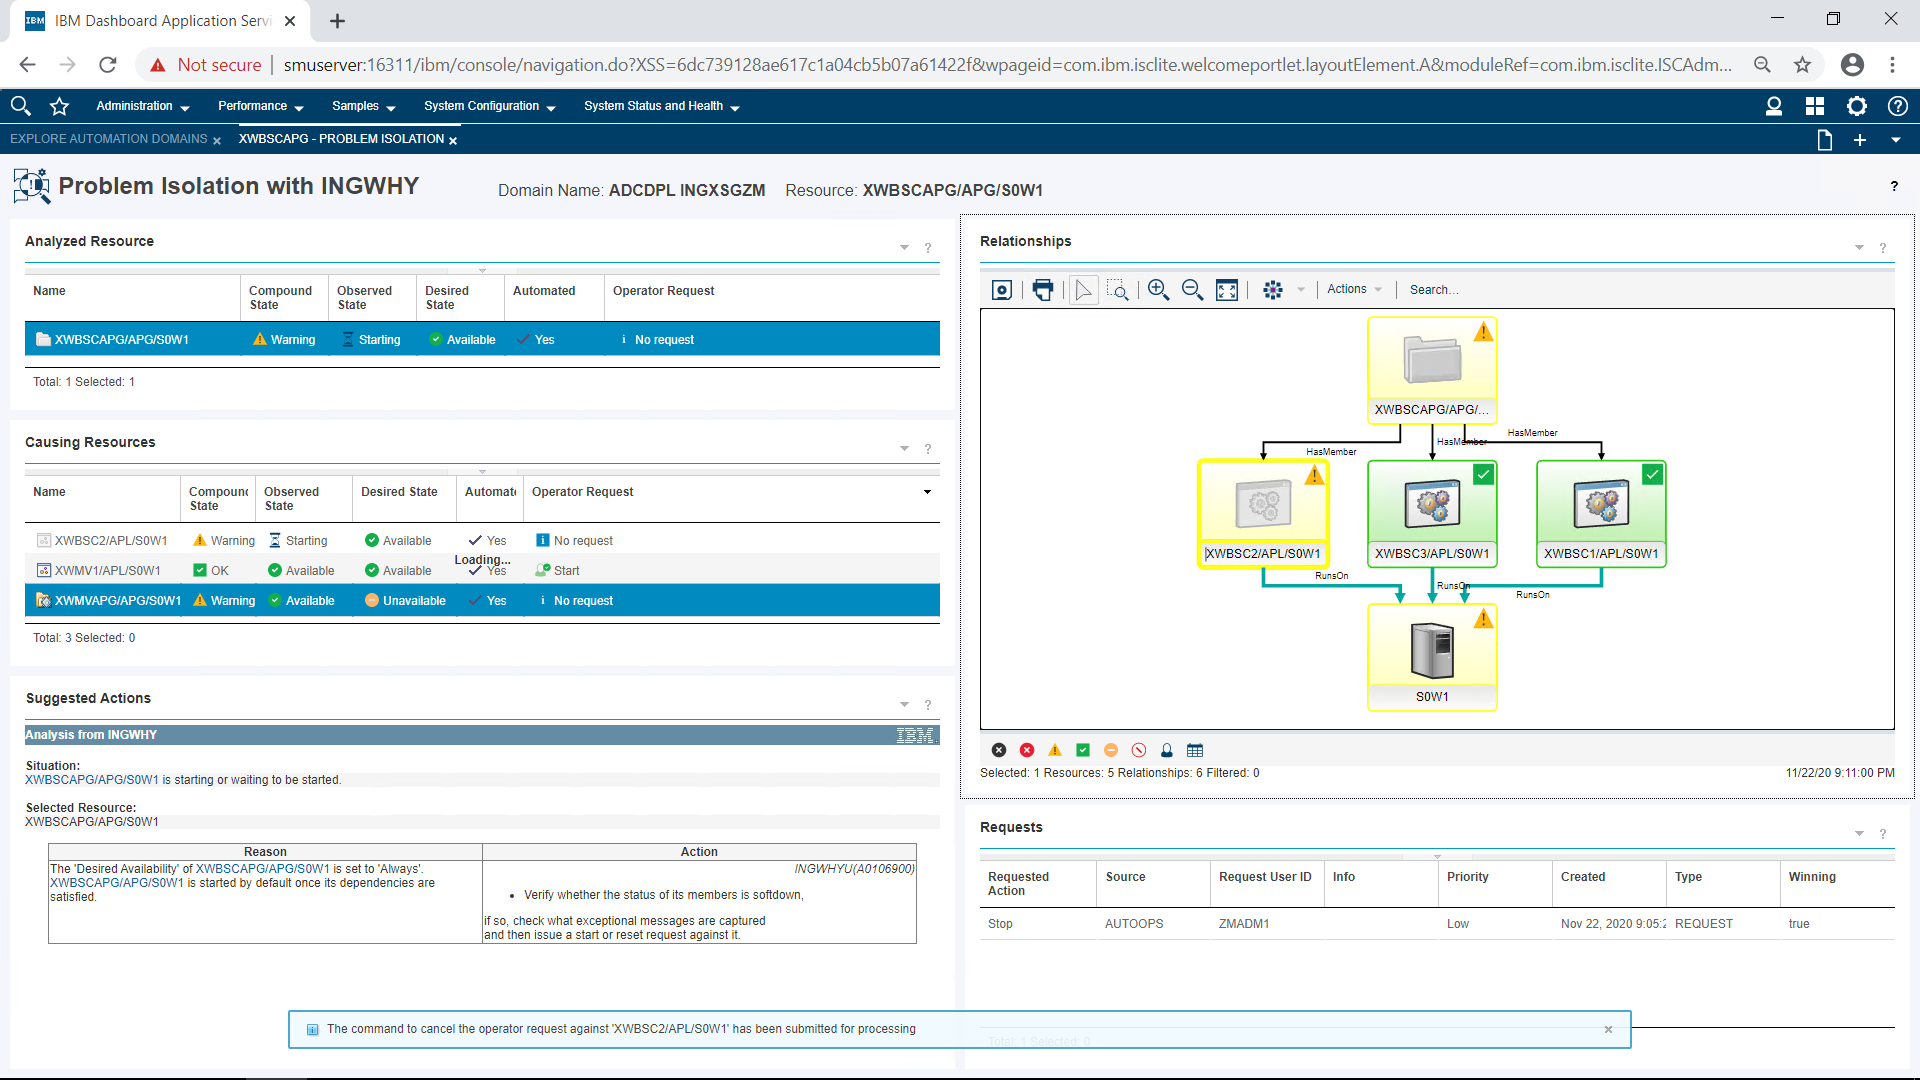 IBM Dashboard Application Servi
Not secure
smuserver:16311/ibm/console/navigation.do?XSS=6dc739128ae617c1a04cb5b07a61422f&wpageid=com.ibm.isclite.welcomeportlet.layoutElement.A&moduleRef=com.ibm.isclite.ISCAdm...
Administration Performance Samples System Configuration System Status and Health
EXPLORE AUTOMATION DOMAINS XWBSCAPG - PROBLEM ISOLATION
Problem Isolation with INGWHY Domain Name: ADCDPL INGXSGZM Resource: XWBSCAPG/APG/S0W1 ?
Analyzed Resource ?
Name Compound State Observed State Desired State Automated Operator Request
XWBSCAPG/APG/S0W1 Warning Starting Available Yes No request
Total: 1 Selected: 1
Causing Resources ?
Name Compound State Observed State Desired State Automate Operator Request
XWBSC2/APL/S0W1 Warning Starting Available Yes No request
Loading...
XWMV1/APL/S0W1 OK Available Available Yes Start
XWMVAPG/APG/S0W1 Warning Available Unavailable Yes No request
Total: 3 Selected: 0
Suggested Actions ?
Analysis from INGWHY IBM
Situation:
XWBSCAPG/APG/S0W1 is starting or waiting to be started.
Selected Resource:
XWBSCAPG/APG/S0W1
Reason Action
The 'Desired Availability' of XWBSCAPG/APG/S0W1 is set to 'Always'.
XWBSCAPG/APG/S0W1 is started by default once its dependencies are
satisfied.
INGWHYU(A0106900)
• Verify whether the status of its members is softdown,
if so, check what exceptional messages are captured
and then issue a start or reset request against it.
Relationships ?
Actions Search...
XWBSCAPG/APG/...
HasMember HasMember HasMember
XWBSC2/APL/S0W1 XWBSC3/APL/S0W1 XWBSC1/APL/S0W1
RunsOn RunsOn RunsOn
S0W1
Selected: 1 Resources: 5 Relationships: 6 Filtered: 0 11/22/20 9:11:00 PM
Requests ?
Requested Action Source Request User ID Info Priority Created Type Winning
Stop AUTOOPS ZMADM1 Low Nov 22, 2020 9:05:2 REQUEST true
The command to cancel the operator request against 'XWBSC2/APL/S0W1' has been submitted for processing
Total: 1 Selected: 0